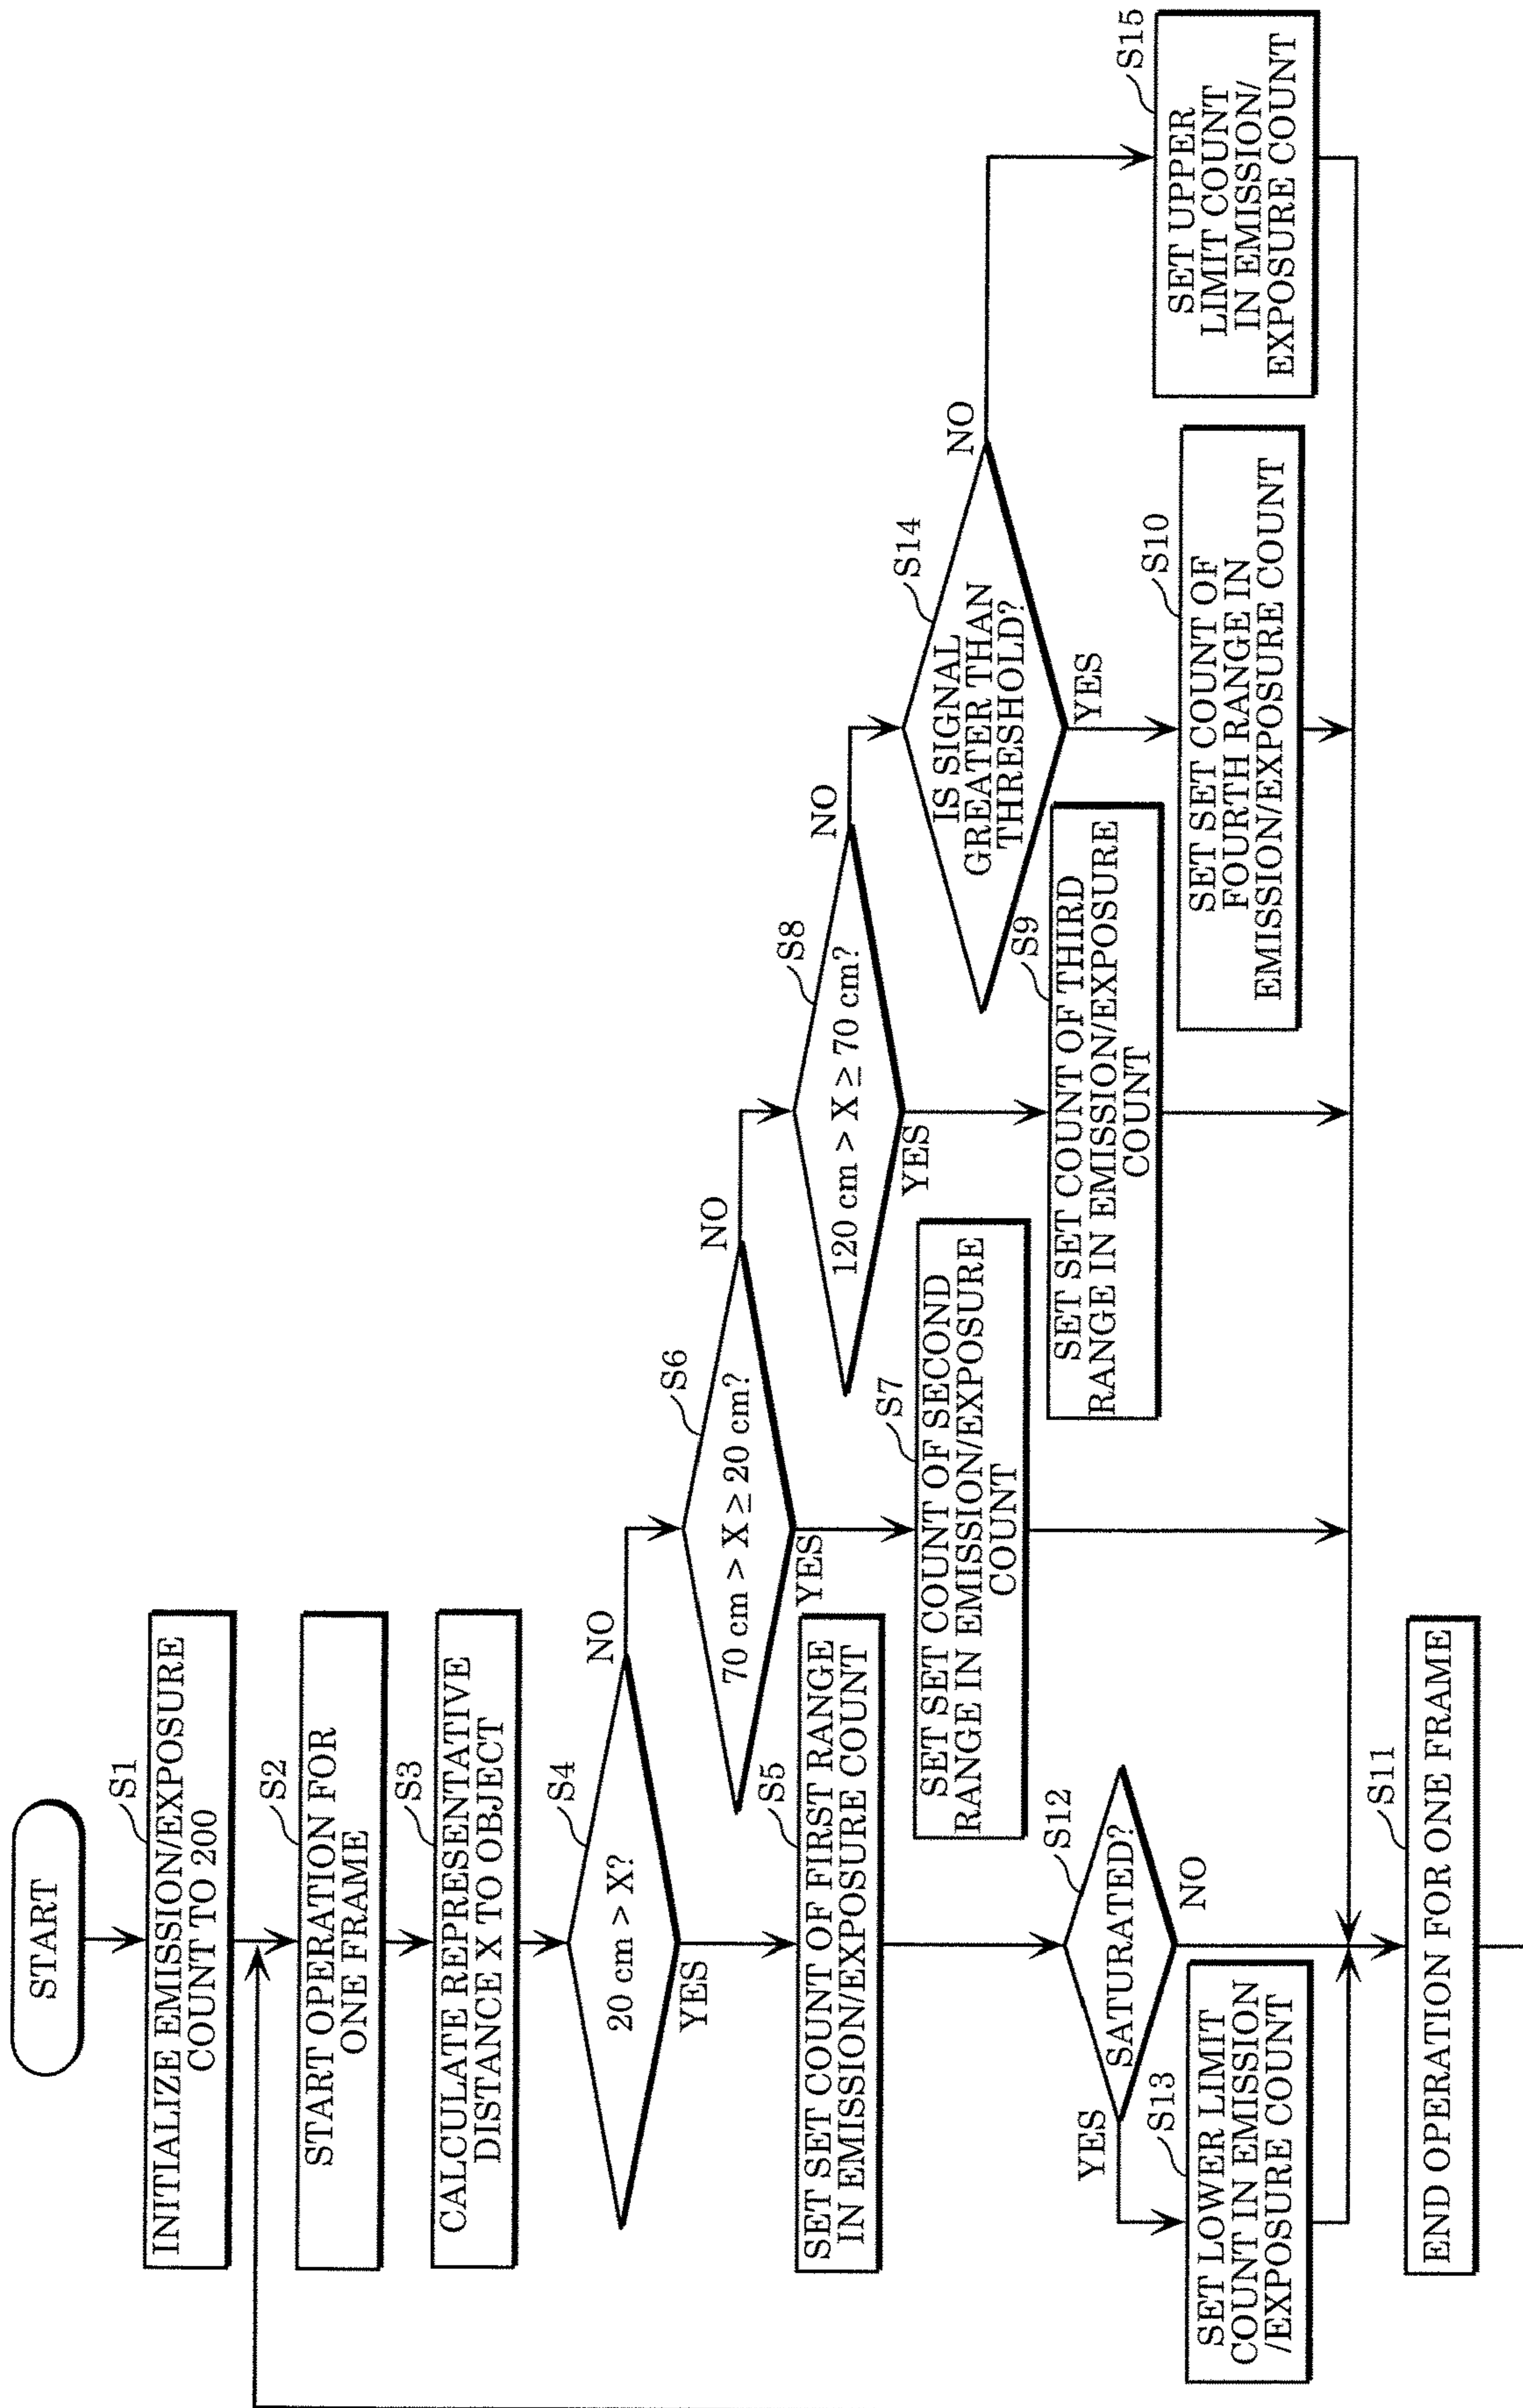 START
S1
INITIALIZE EMISSION/EXPOSURE
COUNT TO 200
S2
START OPERATION FOR
ONE FRAME
S3
CALCULATE REPRESENTATIVE
DISTANCE X TO OBJECT
S4
20 cm > X?
NO
YES
S5
SET SET COUNT OF FIRST RANGE
IN EMISSION/EXPOSURE COUNT
S6
70 cm > X ≥ 20 cm?
NO
YES
S7
SET SET COUNT OF SECOND
RANGE IN EMISSION/EXPOSURE
COUNT
S8
120 cm > X ≥ 70 cm?
NO
YES
S9
SET SET COUNT OF THIRD
RANGE IN EMISSION/EXPOSURE
COUNT
S14
IS SIGNAL
GREATER THAN
THRESHOLD?
NO
YES
S10
SET SET COUNT OF
FOURTH RANGE IN
EMISSION/EXPOSURE COUNT
S15
SET UPPER
LIMIT COUNT
IN EMISSION/
EXPOSURE COUNT
S12
SATURATED?
YES
NO
S13
SET LOWER LIMIT
COUNT IN EMISSION
/EXPOSURE COUNT
S11
END OPERATION FOR ONE FRAME